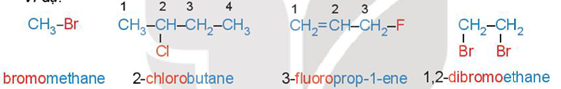 1 2 3 4 1 2 3
CH₃–Br CH₃–CH–CH₂–CH₃ CH₂=CH–CH₂–F CH₂–CH₂
Cl Br Br
bromomethane 2-chlorobutane 3-fluoroprop-1-ene 1,2-dibromoethane